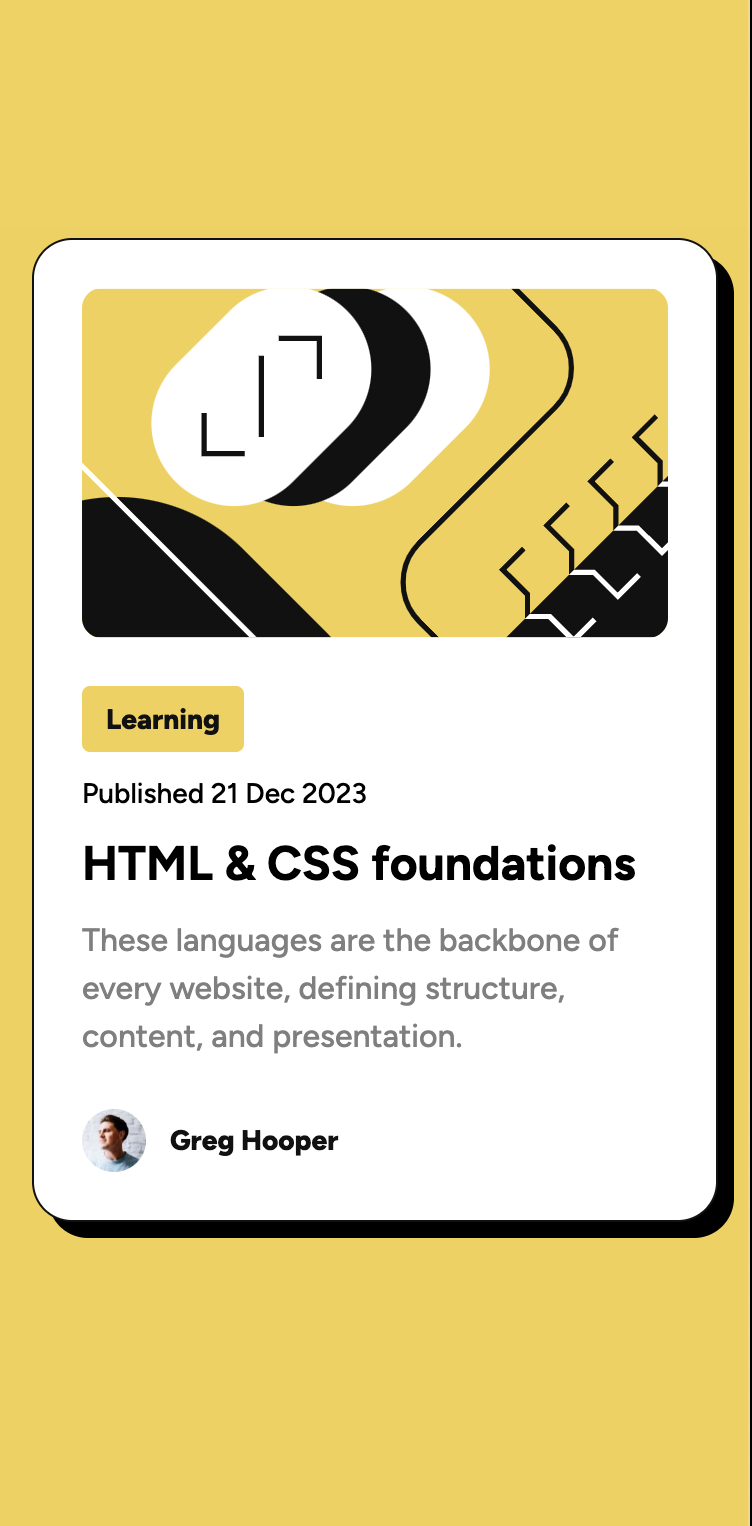 Learning
Published 21 Dec 2023
HTML & CSS foundations
These languages are the backbone of
every website, defining structure,
content, and presentation.
Greg Hooper